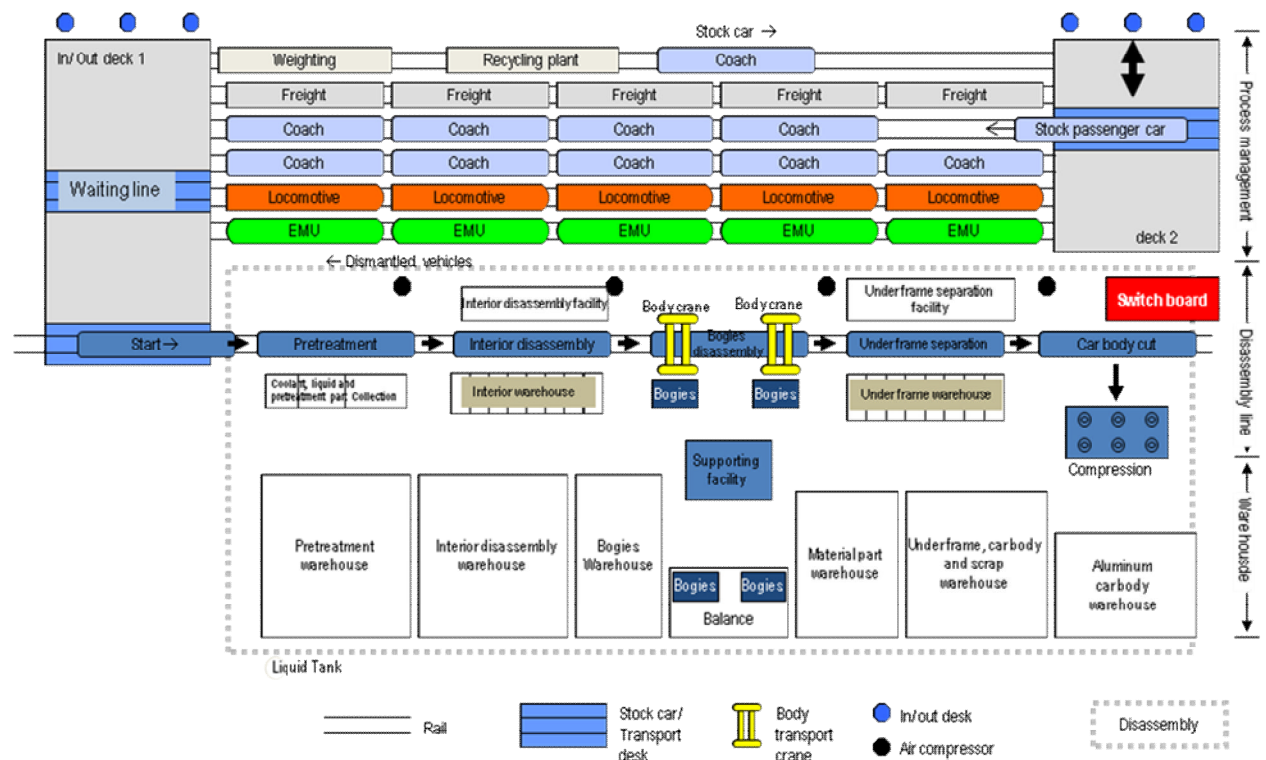 Stock car →
In/Out deck 1
Weighting
Recycling plant
Coach
Freight
Freight
Freight
Freight
Freight
Coach
Coach
Coach
Coach
Stock passenger car
Waiting line
Coach
Coach
Coach
Coach
Coach
Locomotive
Locomotive
Locomotive
Locomotive
Locomotive
EMU
EMU
EMU
EMU
EMU
deck 2
Process management
← Dismantled vehicles
Interior disassembly facility
Body crane
Body crane
Underframe separation
facility
Switch board
Start→
Pretreatment
Interior disassembly
Bogies
disassembly
Underframe separation
Car body cut
Disassembly line
Coolant, liquid and
pretreatment part Collection
Interior warehouse
Bogies
Bogies
Underframe warehouse
Compression
Supporting
facility
Pretreatment
warehouse
Interior disassembly
warehouse
Bogies
Warehouse
Bogies
Bogies
Balance
Material part
warehouse
Underframe, carbody
and scrap
warehouse
Aluminum
carbody
warehouse
Warehousde
Liquid Tank
Rail
Stock car/
Transport
desk
Body
transport
crane
In/out desk
Air compressor
Disassembly